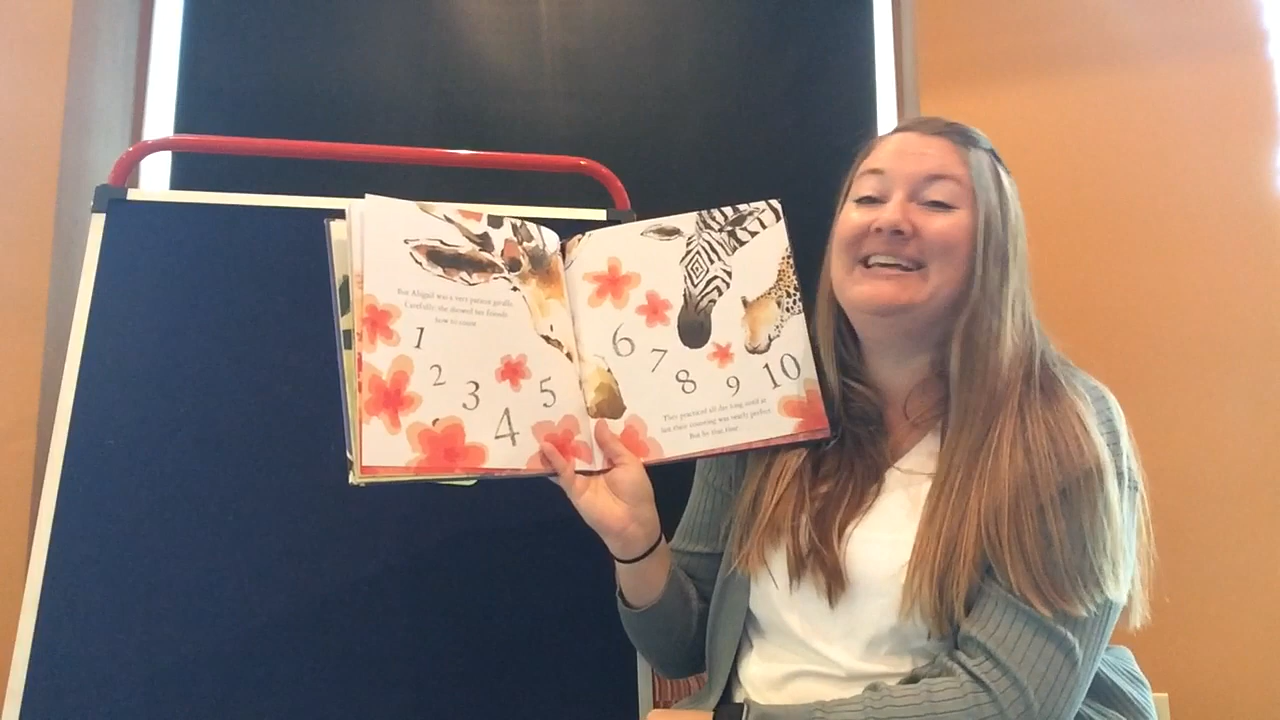 But Abigail was a very patient giraffe.
Carefully, she showed her friends
how to count
1
2
3
4
5
6
7
8
9
10
They practiced all day long until at
last their counting was nearly perfect.
But by that time . . .